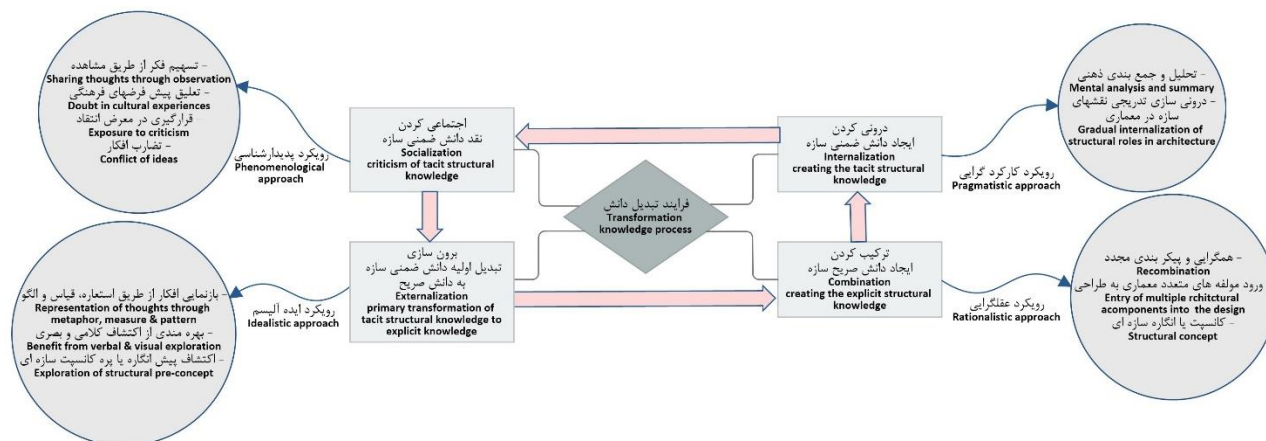 - تسهیم فکر از طریق مشاهده
Sharing thoughts through observation
- تعلیق پیش فرضهای فرهنگی
Doubt in cultural experiences
قرارگیری در معرض انتقاد
Exposure to criticism
- تضارب افکار
Conflict of ideas
رویکرد پدیدارشناسی
Phenomenological
approach
اجتماعی کردن
نقد دانش ضمنی سازه
Socialization
criticism of tacit structural
knowledge
درونی کردن
ایجاد دانش ضمنی سازه
Internalization
creating the tacit structural
knowledge
- تحلیل و جمع بندی ذهنی
Mental analysis and summary
- درونی سازی تدریجی نقشهای
سازه در معماری
Gradual internalization of
structural roles in architecture
رویکرد کارکرد گرایی
Pragmatistic approach
فرایند تبدیل دانش
Transformation
knowledge process
- بازنمایی افکار از طریق استعاره، قیاس و الگو
Representation of thoughts through
metaphor, measure & pattern
- بهره مندی از اکتشاف کلامی و بصری
Benefit from verbal & visual exploration
- اکتشاف پیش انگاره یا پره کانسپت سازه ای
Exploration of structural pre-concept
رویکرد ایده آلیسم
Idealistic approach
برون سازی
تبدیل اولیه دانش ضمنی سازه
به دانش صریح
Externalization
primary transformation of
tacit structural knowledge to
explicit knowledge
ترکیب کردن
ایجاد دانش صریح سازه
Combination
creating the explicit structural
knowledge
رویکرد عقلگرایی
Rationalistic approach
- همگرایی و پیکر بندی مجدد
Recombination
ورود مولفه های متعدد معماری به طراحی
Entry of multiple rchitctural
acomponents into the design
- کانسپت یا انگاره سازه ای
Structural concept